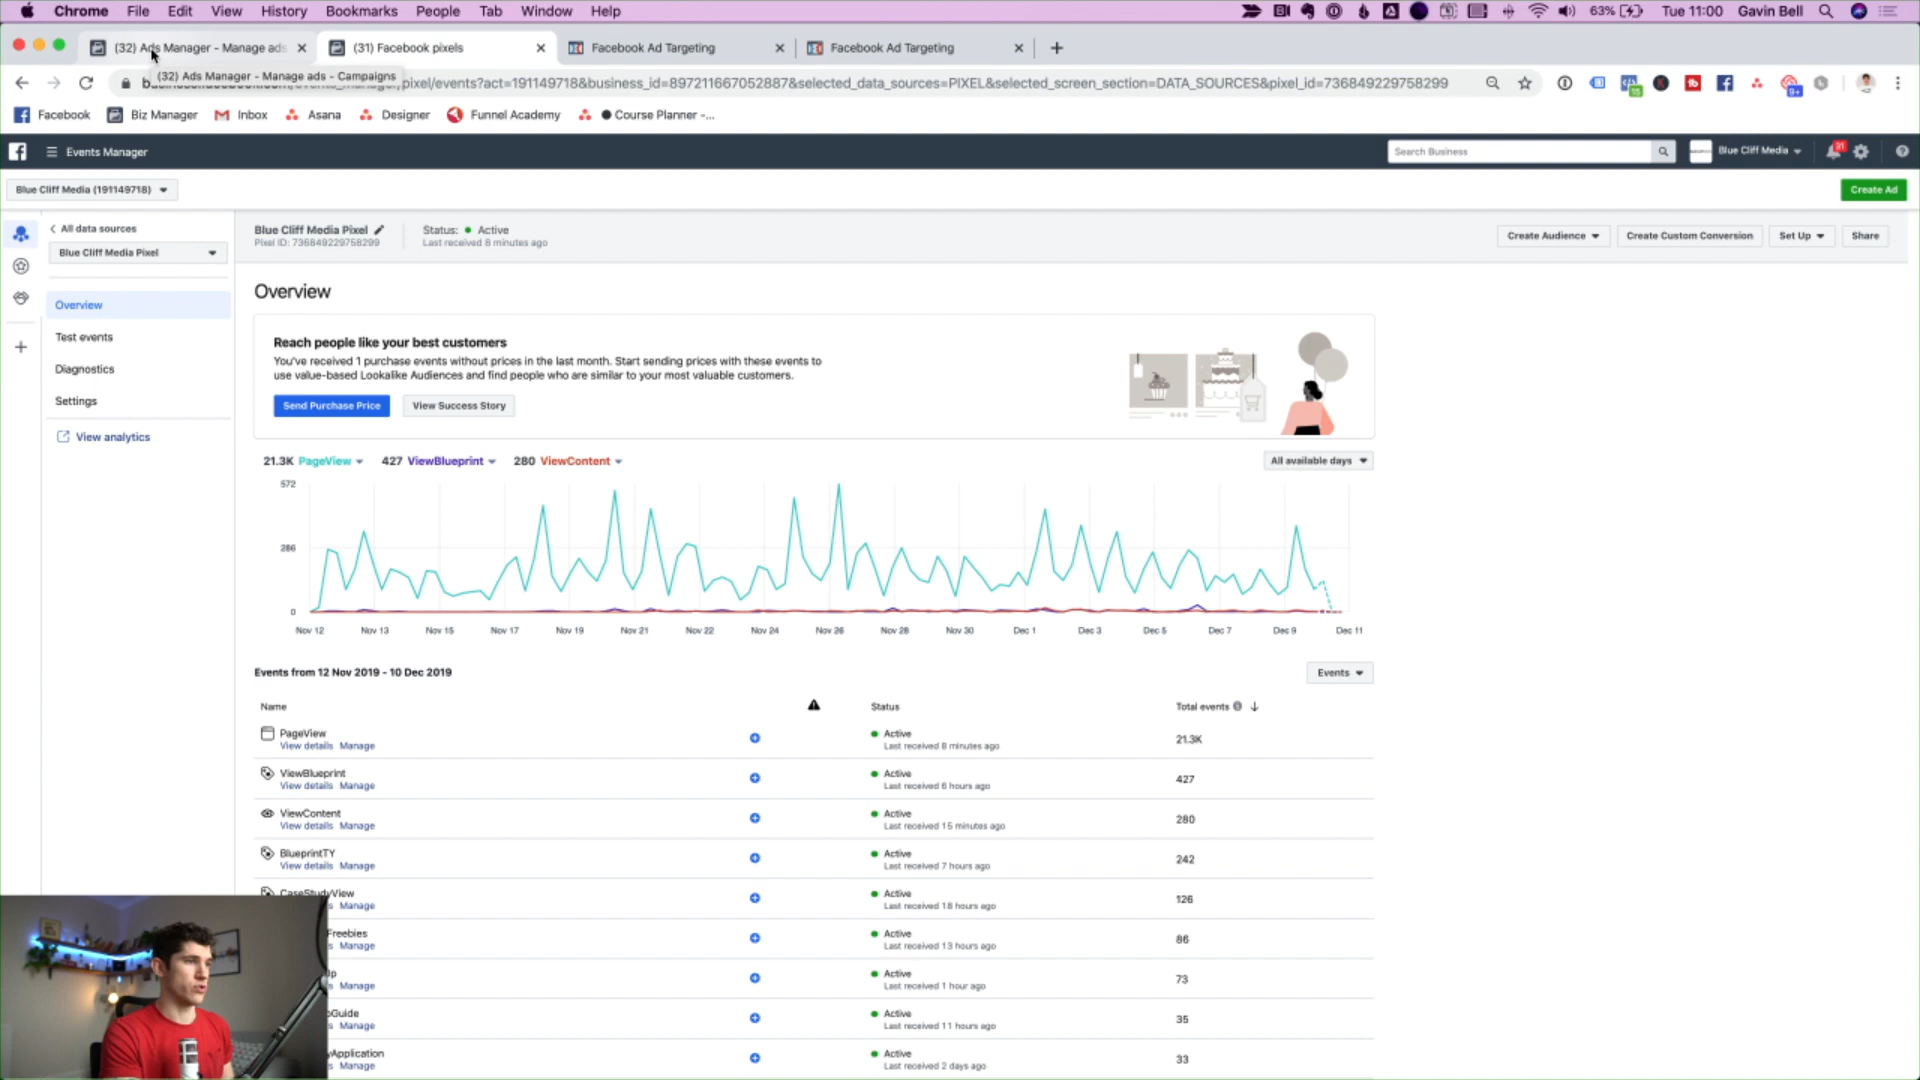 Chrome File Edit View History Bookmarks People Tab Window Help
63% Tue 11:00 Gavin Bell
(32) Ads Manager - Manage ads
(31) Facebook pixels
Facebook Ad Targeting
Facebook Ad Targeting
(32) Ads Manager - Manage ads - Campaigns
pixel/events?act=191149718&business_id=897211667052887&selected_data_sources=PIXEL&selected_screen_section=DATA_SOURCES&pixel_id=736849229758299
Facebook Biz Manager Inbox Asana Designer Funnel Academy Course Planner -...
Events Manager
Search Business
Blue Cliff Media
Blue Cliff Media (191149718)
Create Ad
All data sources
Blue Cliff Media Pixel
Overview
Test events
Diagnostics
Settings
View analytics
Blue Cliff Media Pixel
Pixel ID: 736849229758299
Status: Active
Last received 8 minutes ago
Create Audience
Create Custom Conversion
Set Up
Share
Overview
Reach people like your best customers
You've received 1 purchase events without prices in the last month. Start sending prices with these events to
use value-based Lookalike Audiences and find people who are similar to your most valuable customers.
Send Purchase Price
View Success Story
21.3K PageView 427 ViewBlueprint 280 ViewContent
All available days
572
286
0
Nov 12 Nov 13 Nov 15 Nov 17 Nov 19 Nov 21 Nov 22 Nov 24 Nov 26 Nov 28 Nov 30 Dec 1 Dec 3 Dec 5 Dec 7 Dec 9 Dec 11
Events from 12 Nov 2019 - 10 Dec 2019
Events
Name Status Total events
PageView Active 21.3K
View details Manage Last received 8 minutes ago
ViewBlueprint Active 427
View details Manage Last received 6 hours ago
ViewContent Active 280
View details Manage Last received 15 minutes ago
BlueprintTY Active 242
View details Manage Last received 7 hours ago
CaseStudyView Active 126
Manage Last received 18 hours ago
Freebies Active 86
Manage Last received 13 hours ago
Active 73
Manage Last received 1 hour ago
Guide Active 35
Manage Last received 11 hours ago
Application Active 33
Manage Last received 2 days ago